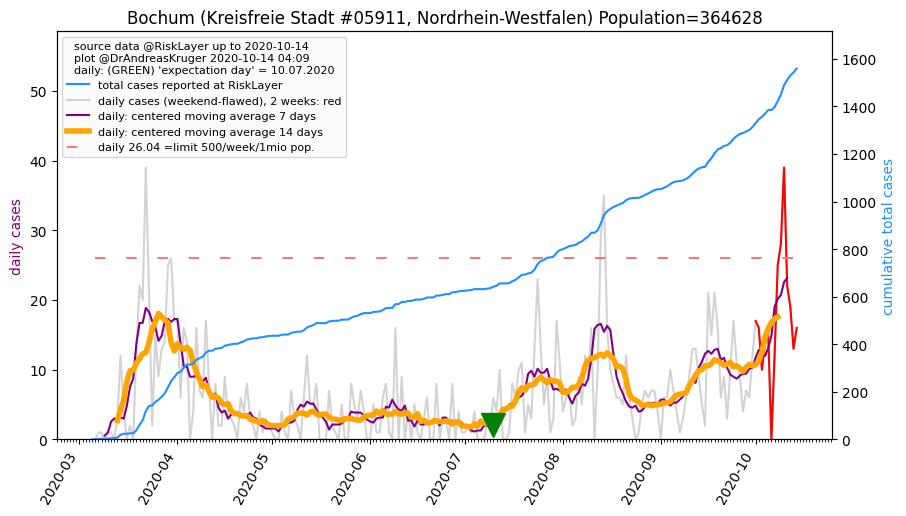 Bochum (Kreisfreie Stadt #05911, Nordrhein-Westfalen) Population=364628
source data @RiskLayer up to 2020-10-14
plot @DrAndreasKruger 2020-10-14 04:09
daily: (GREEN) 'expectation day' = 10.07.2020
total cases reported at RiskLayer
daily cases (weekend-flawed), 2 weeks: red
daily: centered moving average 7 days
daily: centered moving average 14 days
daily 26.04 =limit 500/week/1mio pop.
daily cases
50
40
30
20
10
0
cumulative total cases
1600
1400
1200
1000
800
600
400
200
0
2020-03
2020-04
2020-05
2020-06
2020-07
2020-08
2020-09
2020-10